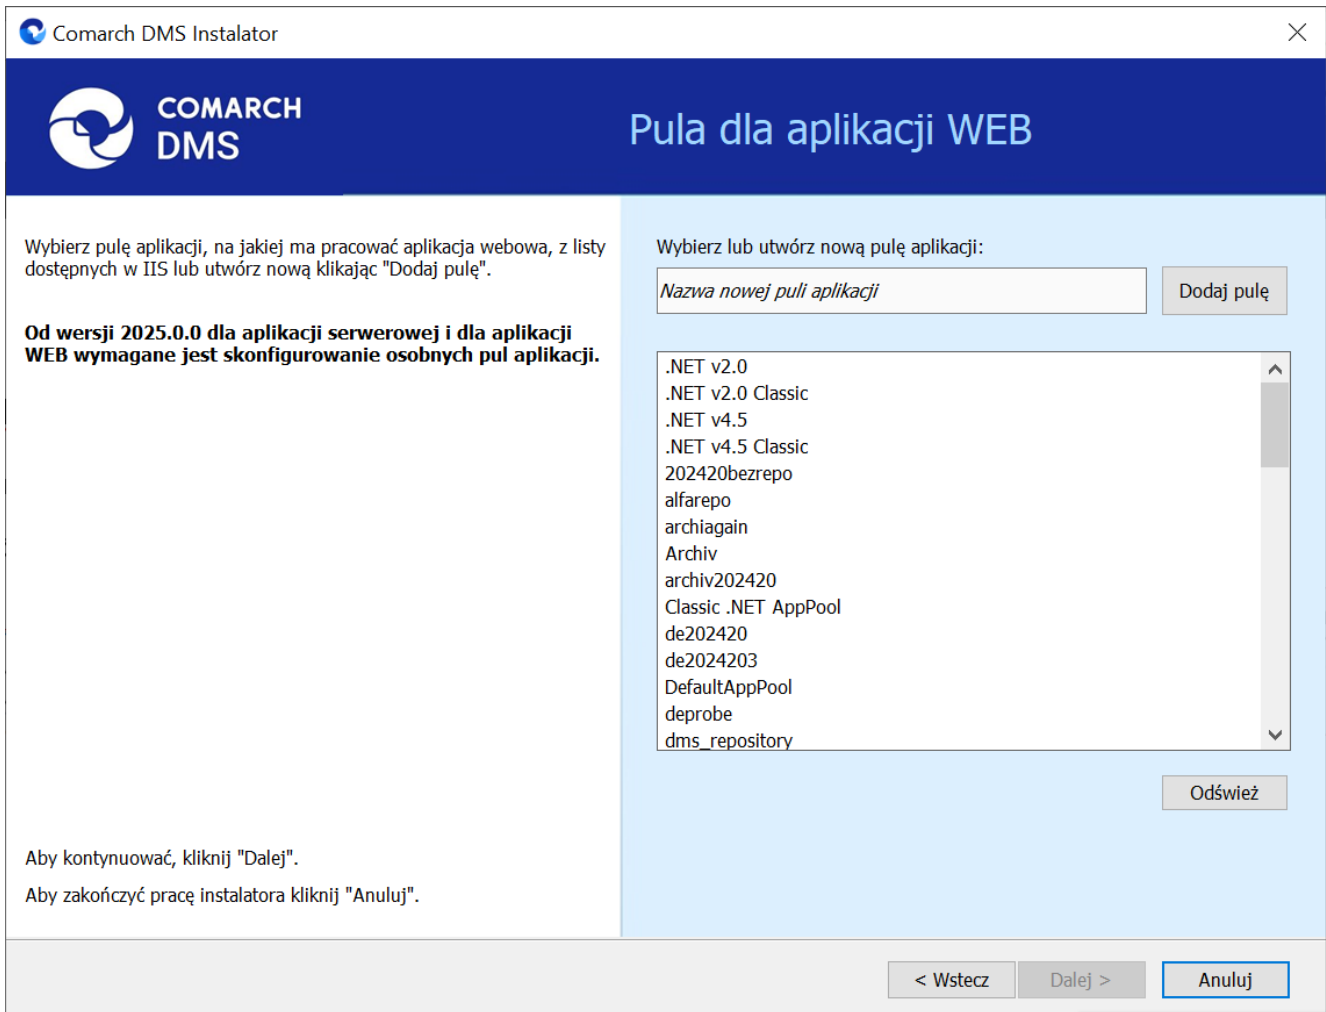 Comarch DMS Instalator
COMARCH
DMS
Pula dla aplikacji WEB
Wybierz pulę aplikacji, na jakiej ma pracować aplikacja webowa, z listy
dostępnych w IIS lub utwórz nową klikając "Dodaj pulę".
Od wersji 2025.0.0 dla aplikacji serwerowej i dla aplikacji
WEB wymagane jest skonfigurowanie osobnych pul aplikacji.
Aby kontynuować, kliknij "Dalej".
Aby zakończyć pracę instalatora kliknij "Anuluj".
Wybierz lub utwórz nową pulę aplikacji:
Nazwa nowej puli aplikacji
Dodaj pulę
.NET v2.0
.NET v2.0 Classic
.NET v4.5
.NET v4.5 Classic
202420bezrepo
alfarepo
archiagain
Archiv
archiv202420
Classic .NET AppPool
de202420
de2024203
DefaultAppPool
deprobe
dms_repository
Odśwież
< Wstecz
Dalej >
Anuluj